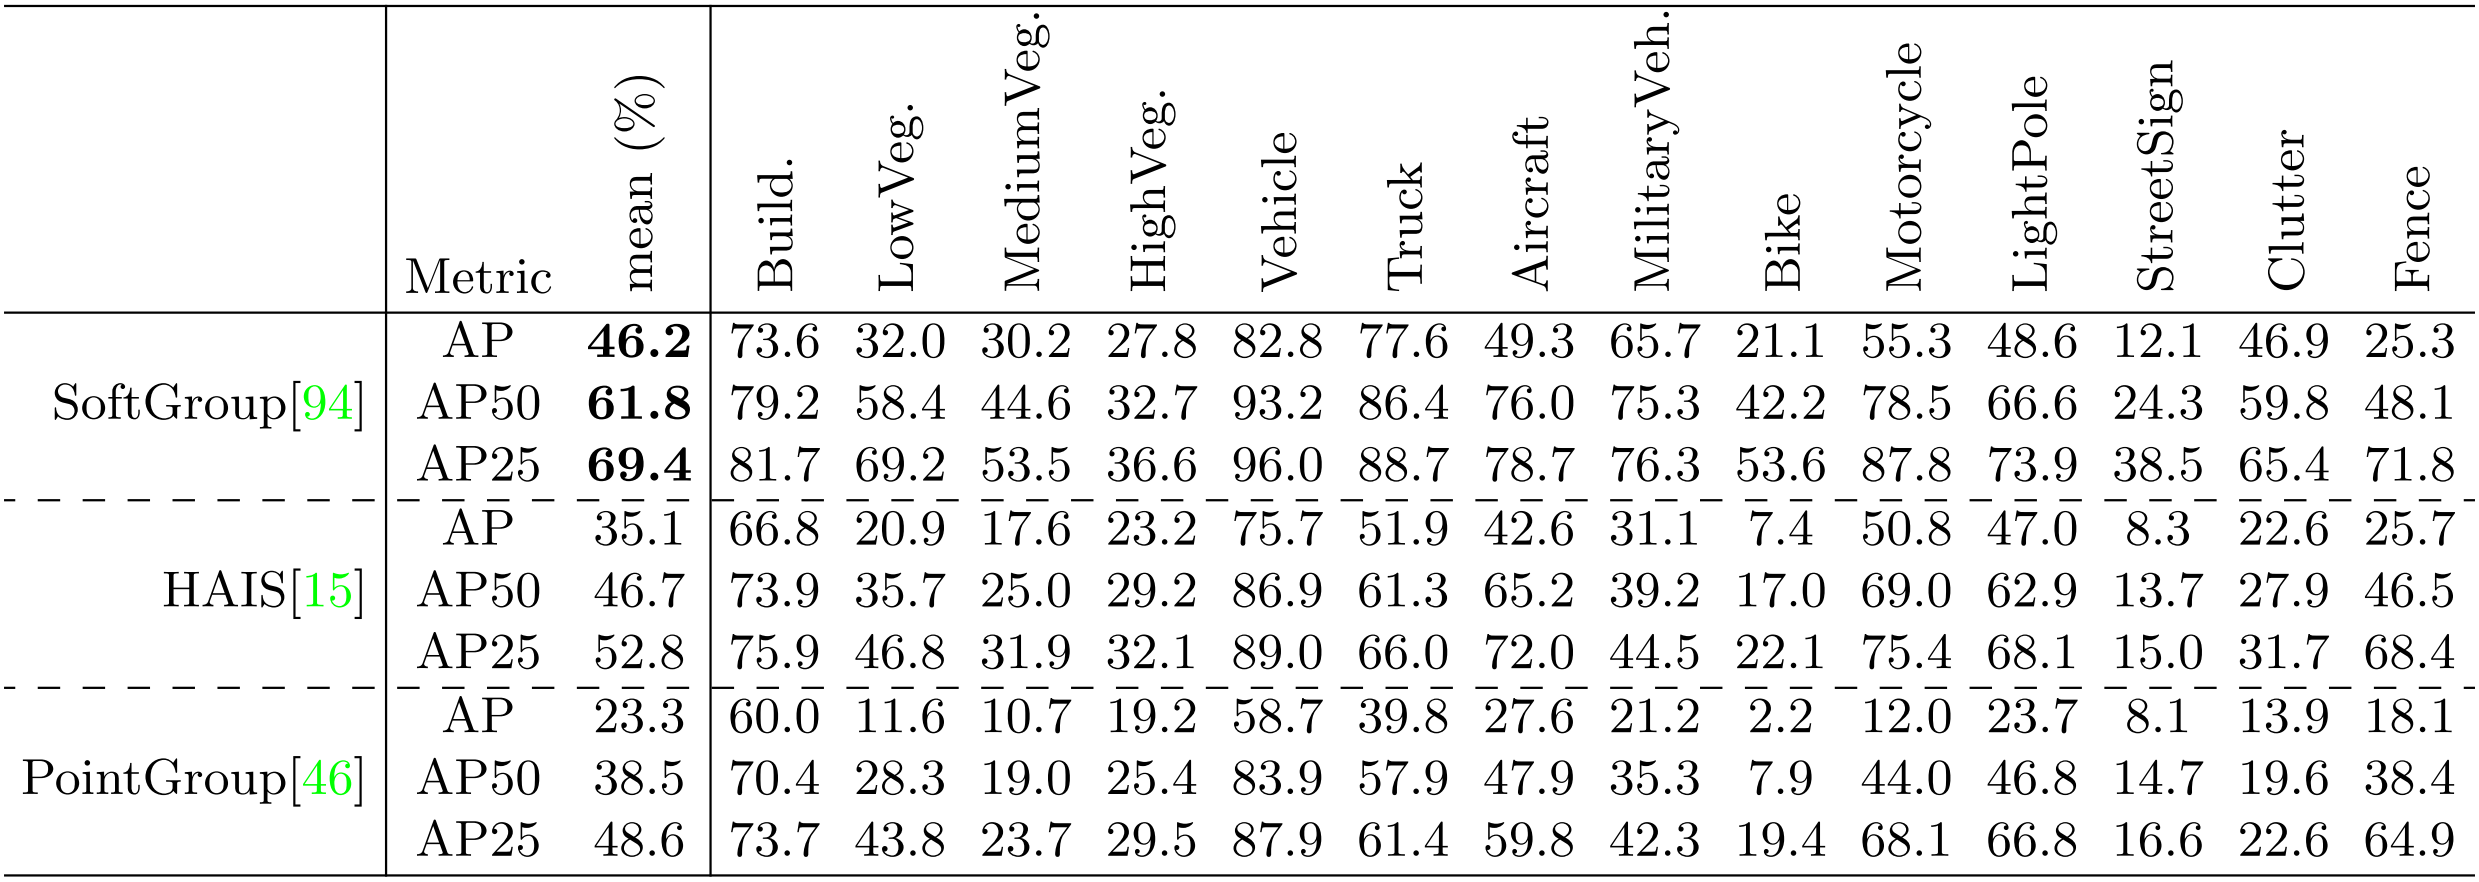 Metric mean (%) Build. LowVeg. MediumVeg. HighVeg. Vehicle Truck Aircraft MilitaryVeh. Bike Motorcycle LightPole StreetSign Clutter Fence
AP 46.2 73.6 32.0 30.2 27.8 82.8 77.6 49.3 65.7 21.1 55.3 48.6 12.1 46.9 25.3
SoftGroup[94] AP50 61.8 79.2 58.4 44.6 32.7 93.2 86.4 76.0 75.3 42.2 78.5 66.6 24.3 59.8 48.1
AP25 69.4 81.7 69.2 53.5 36.6 96.0 88.7 78.7 76.3 53.6 87.8 73.9 38.5 65.4 71.8
AP 35.1 66.8 20.9 17.6 23.2 75.7 51.9 42.6 31.1 7.4 50.8 47.0 8.3 22.6 25.7
HAIS[15] AP50 46.7 73.9 35.7 25.0 29.2 86.9 61.3 65.2 39.2 17.0 69.0 62.9 13.7 27.9 46.5
AP25 52.8 75.9 46.8 31.9 32.1 89.0 66.0 72.0 44.5 22.1 75.4 68.1 15.0 31.7 68.4
AP 23.3 60.0 11.6 10.7 19.2 58.7 39.8 27.6 21.2 2.2 12.0 23.7 8.1 13.9 18.1
PointGroup[46] AP50 38.5 70.4 28.3 19.0 25.4 83.9 57.9 47.9 35.3 7.9 44.0 46.8 14.7 19.6 38.4
AP25 48.6 73.7 43.8 23.7 29.5 87.9 61.4 59.8 42.3 19.4 68.1 66.8 16.6 22.6 64.9